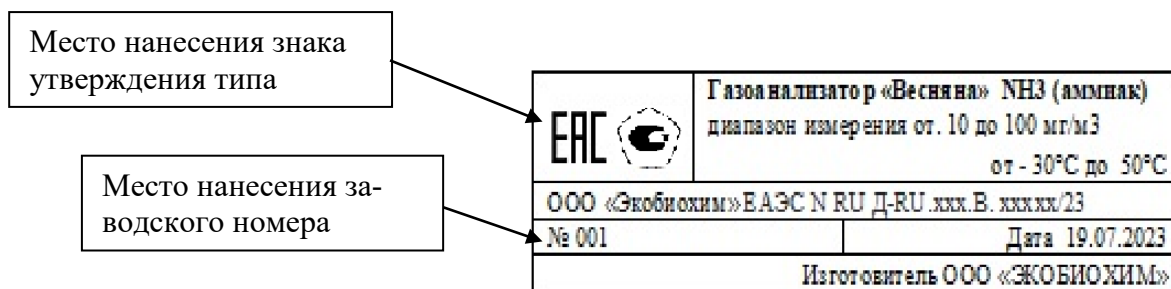 Место нанесения знака
утверждения типа
Место нанесения за-
водского номера
ЕАС
Газоанализатор «Весняна» NH3 (аммиак)
диапазон измерения от. 10 до 100 мг/м3
от - 30°С до 50°С
ООО «Экобиохим» ЕАЭС N RU Д-RU.xxx.В. xxxxx/23
№ 001
Дата 19.07.2023
Изготовитель ООО «ЭКОБИОХИМ»